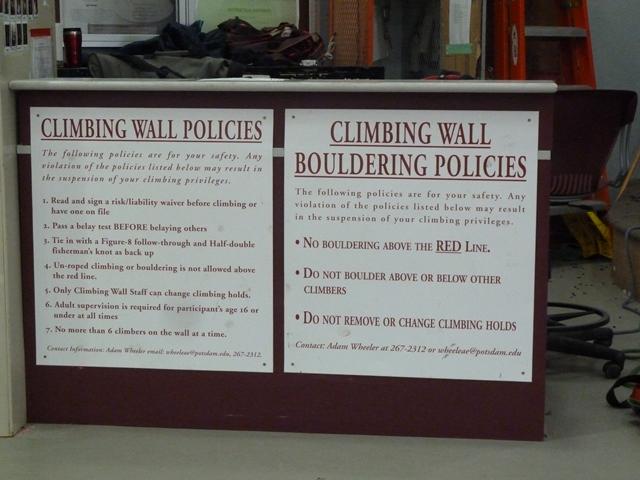 CLIMBING WALL POLICIES
The following policies are for your safety. Any
violation of the policies listed below may result in
the suspension of your climbing privileges.
1. Read and sign a risk/liability waiver before climbing or
have one on file
2. Pass a belay test BEFORE belaying others
3. Tie in with a Figure-8 follow-through and Half-double
fisherman's knot as back up
4. Un-roped climbing or bouldering is not allowed above
the red line.
5. Only Climbing Wall Staff can change climbing holds.
6. Adult supervision is required for participant's age 16 or
under at all times
7. No more than 6 climbers on the wall at a time.
Contact Information: Adam Wheeler email: wheeleae@potsdam.edu, 267-2312.
CLIMBING WALL
BOULDERING POLICIES
The following policies are for your safety. Any
violation of the policies listed below may result
in the suspension of your climbing privileges.
• NO BOULDERING ABOVE THE RED LINE.
• DO NOT BOULDER ABOVE OR BELOW OTHER
CLIMBERS
• DO NOT REMOVE OR CHANGE CLIMBING HOLDS
Contact: Adam Wheeler at 267-2312 or wheeleae@potsdam.edu